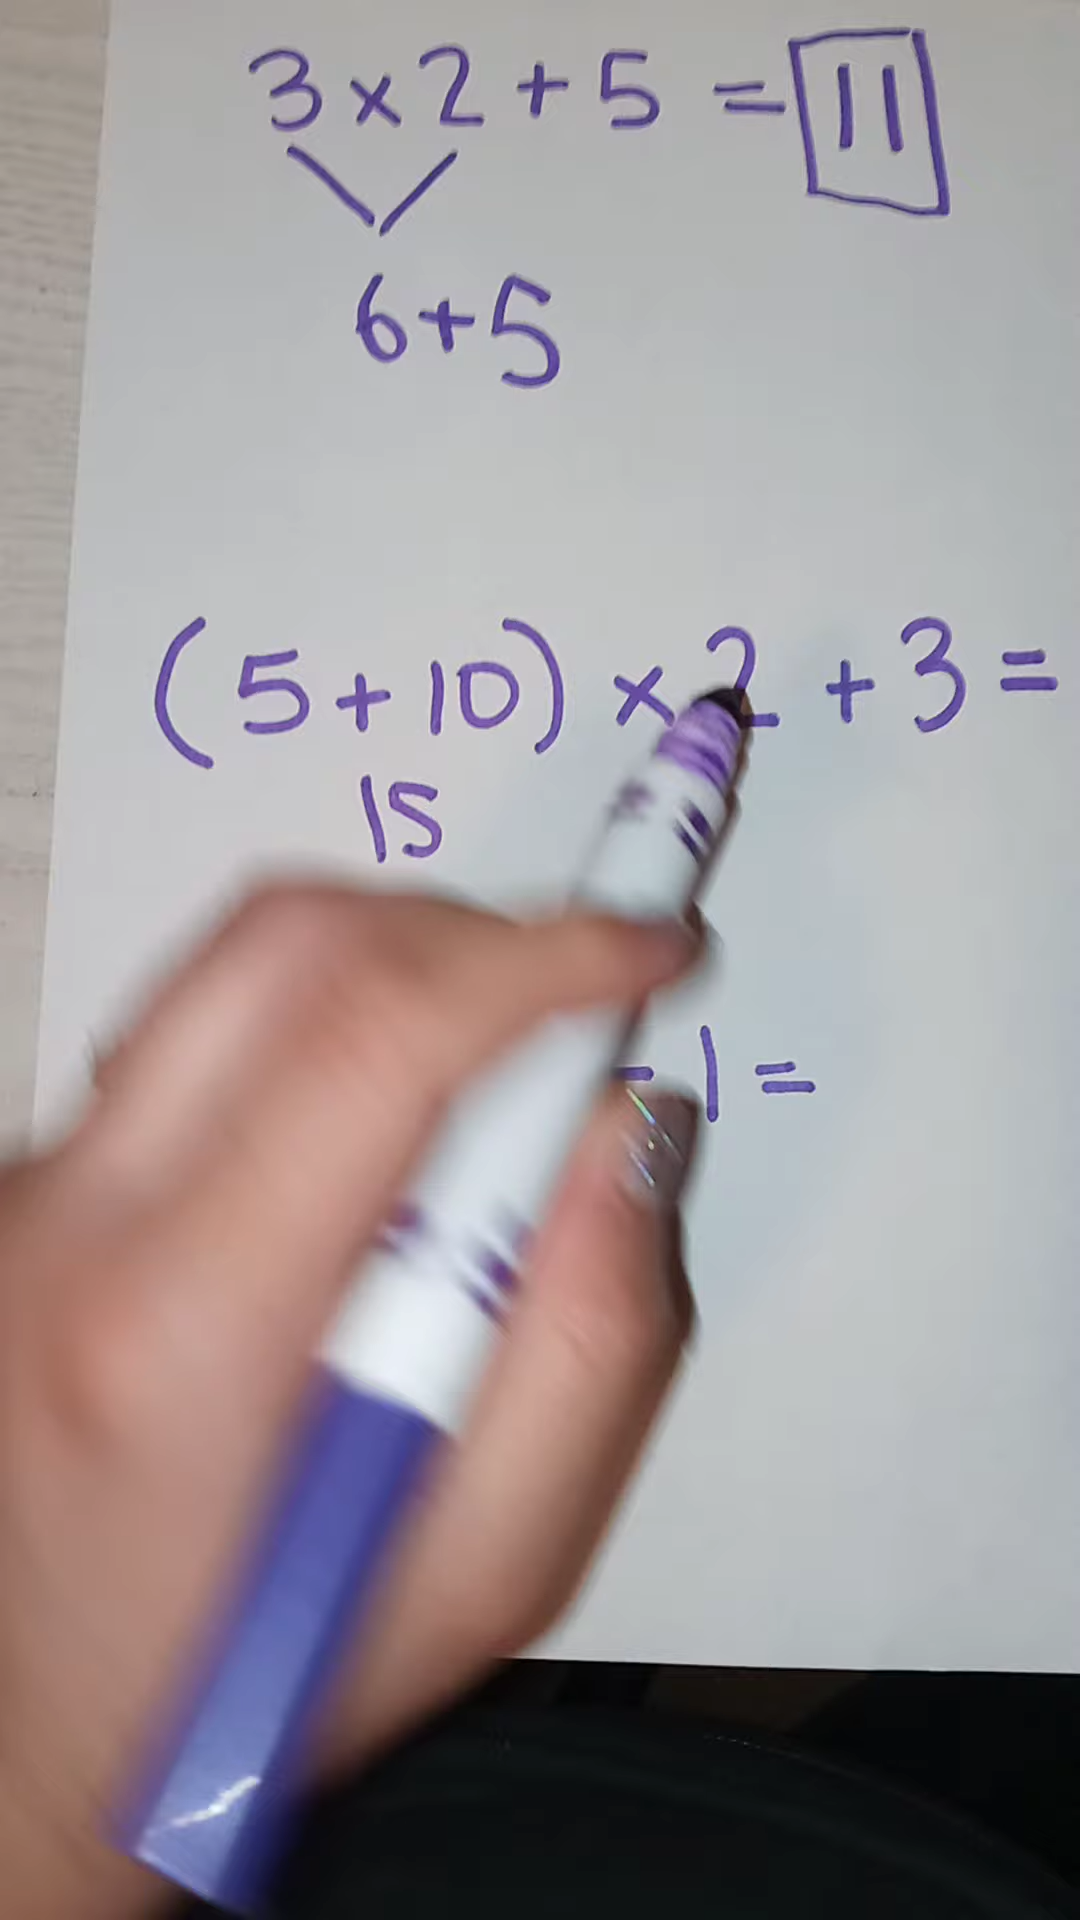 3 x 2 + 5 = 11
6 + 5
(5 + 10) x 2 + 3 =
15
- 1 =